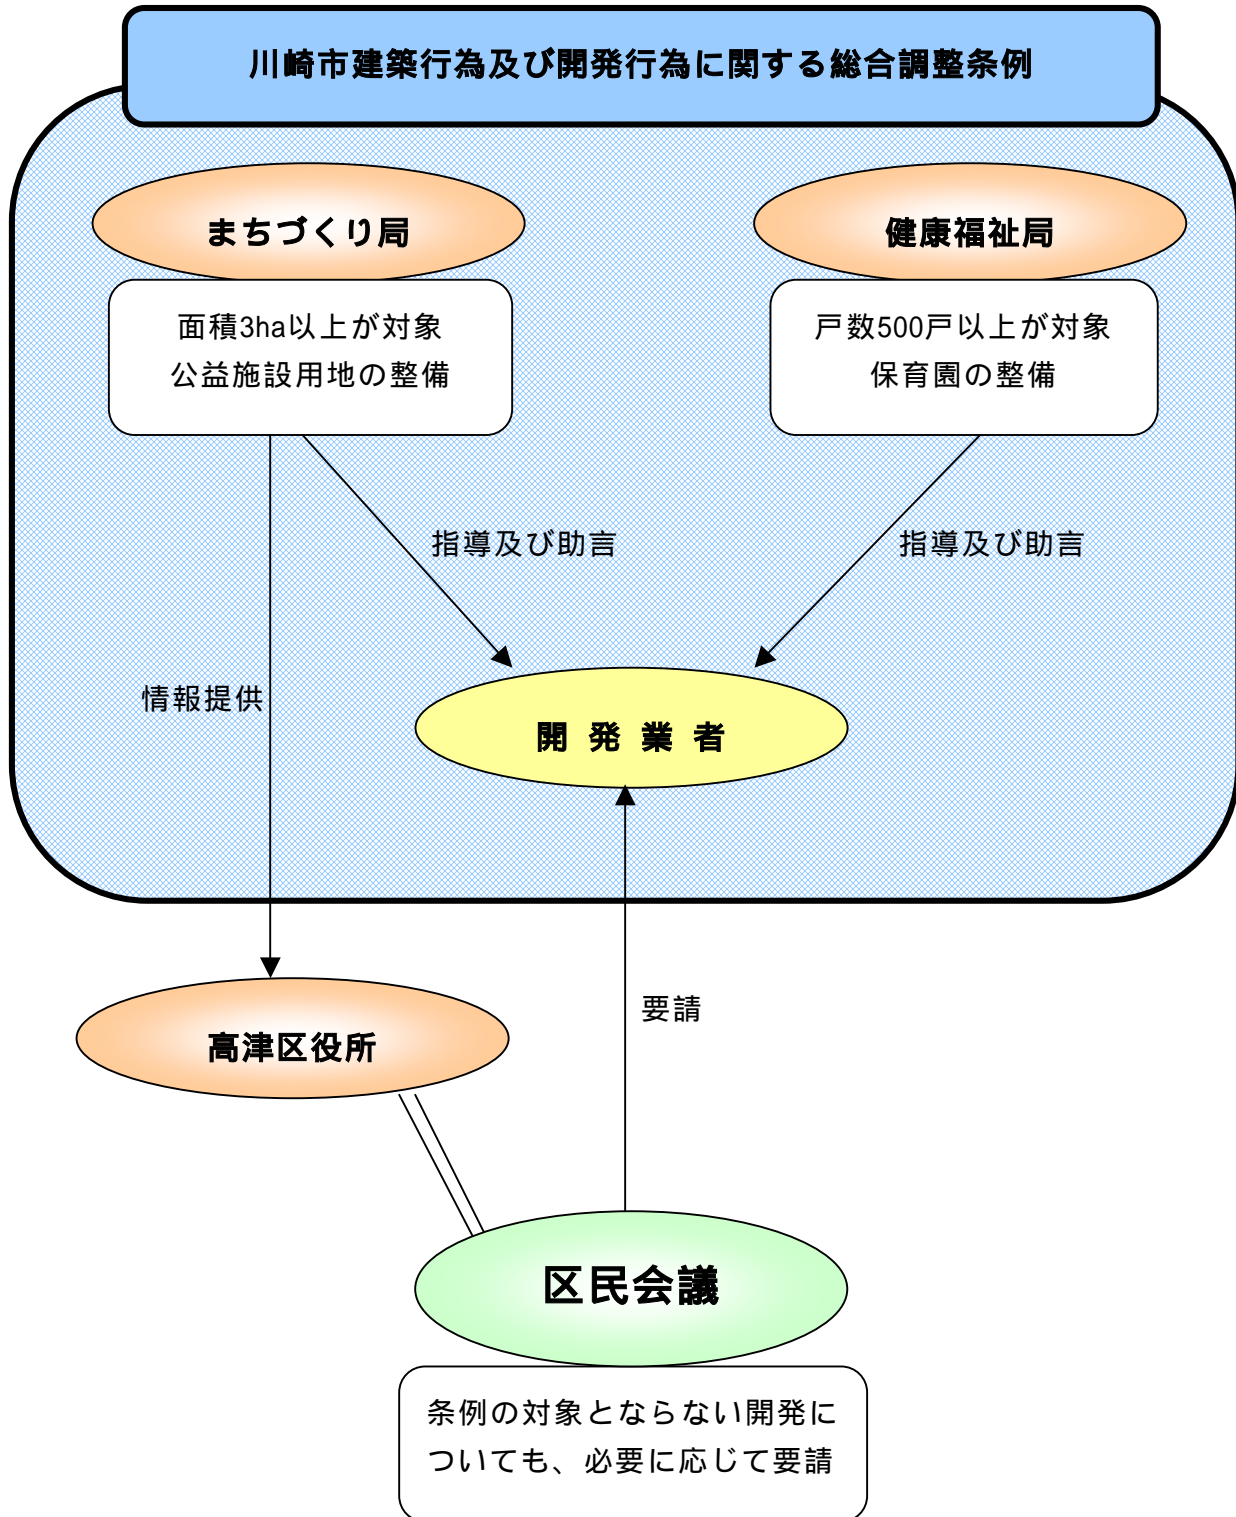 川崎市建築行為及び開発行為に関する総合調整条例
まちづくり局
健康福祉局
面積3ha以上が対象
公益施設用地の整備
戸数500戸以上が対象
保育園の整備
指導及び助言
指導及び助言
情報提供
開 発 業 者
要請
高津区役所
区民会議
条例の対象とならない開発に
ついても、必要に応じて要請